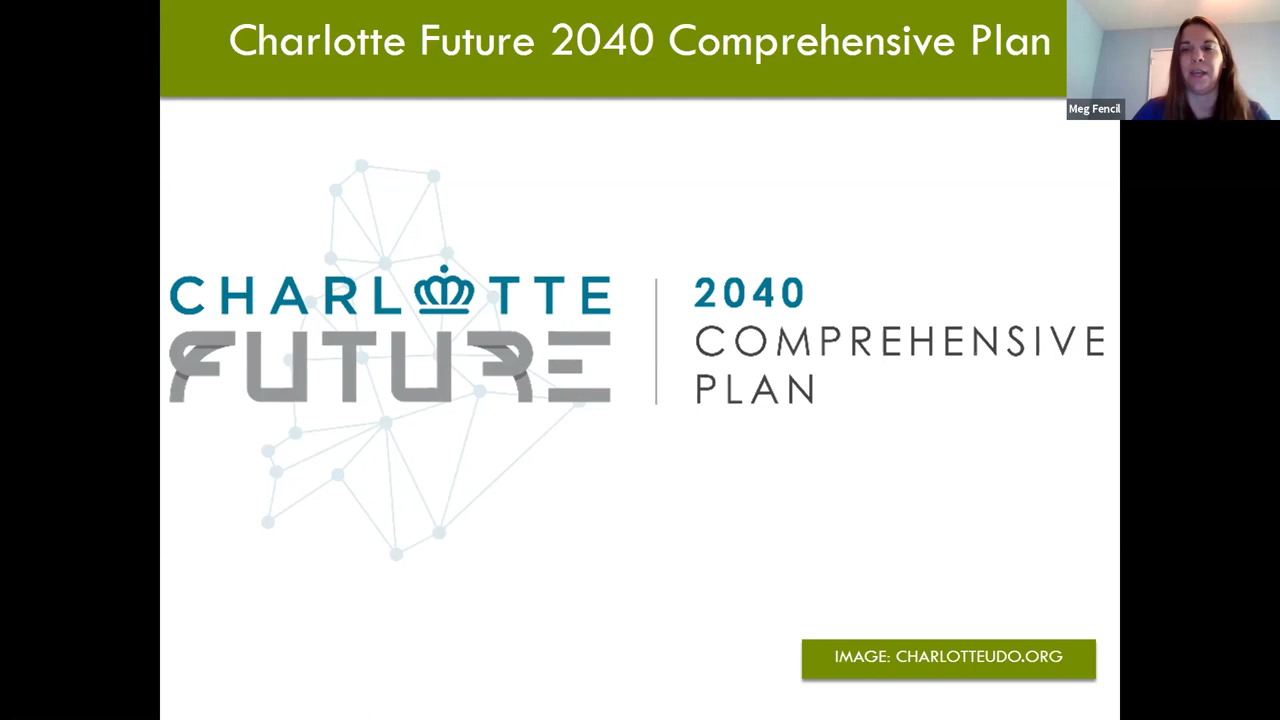 Charlotte Future 2040 Comprehensive Plan
Meg Fencil
CHARLOTTE
FUTURE
2040
COMPREHENSIVE
PLAN
IMAGE: CHARLOTTEUDO.ORG